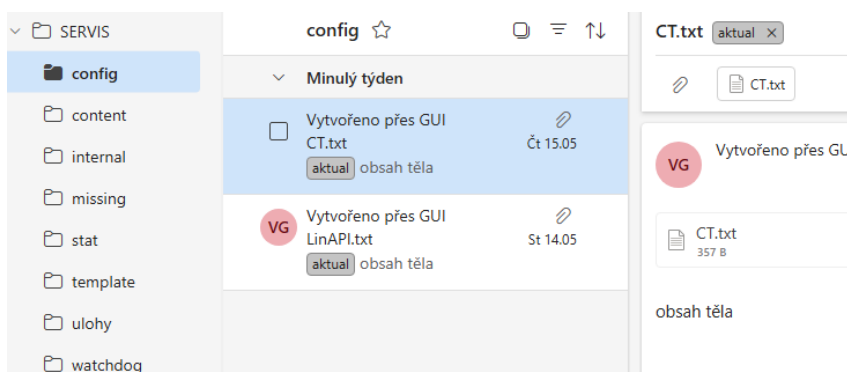 SERVIS
config
content
internal
missing
stat
template
ulohy
watchdog
config
Minulý týden
Vytvořeno přes GUI
CT.txt
Čt 15.05
aktual obsah těla
VG
Vytvořeno přes GUI
LinAPI.txt
St 14.05
aktual obsah těla
CT.txt aktual
CT.txt
VG
Vytvořeno přes GU
CT.txt
357 B
obsah těla